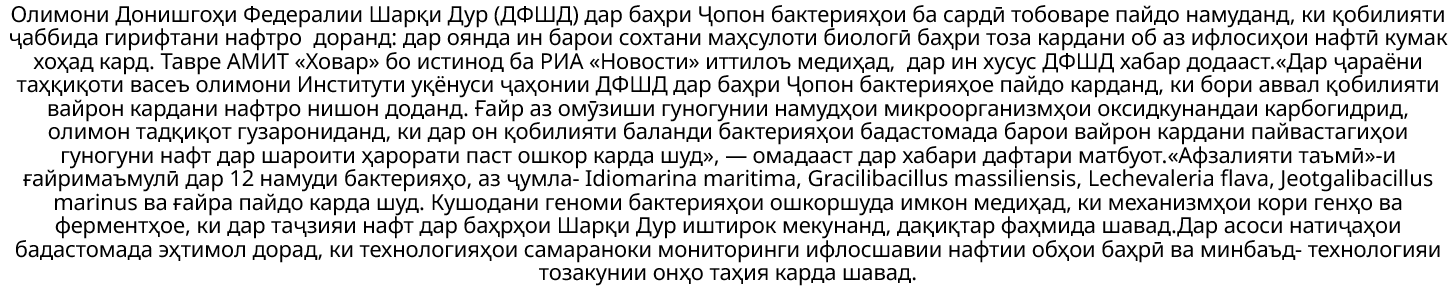 Олимони Донишгоҳи Федералии Шарқи Дур (ДФШД) дар баҳри Ҷопон бактерияҳои ба сардӣ тобоваре пайдо намуданд, ки қобилияти
ҷаббида гирифтани нафтро  доранд: дар оянда ин барои сохтани маҳсулоти биологӣ баҳри тоза кардани об аз ифлосиҳои нафтӣ кумак
хоҳад кард. Тавре АМИТ «Ховар» бо истинод ба РИА «Новости» иттилоъ медиҳад,  дар ин хусус ДФШД хабар додааст.«Дар ҷараёни
таҳқиқоти васеъ олимони Институти уқёнуси ҷаҳонии ДФШД дар баҳри Ҷопон бактерияҳое пайдо карданд, ки бори аввал қобилияти
вайрон кардани нафтро нишон доданд. Ғайр аз омӯзиши гуногунии намудҳои микроорганизмҳои оксидкунандаи карбогидрид,
олимон тадқиқот гузарониданд, ки дар он қобилияти баланди бактерияҳои бадастомада барои вайрон кардани пайвастагиҳои
гуногуни нафт дар шароити ҳарорати паст ошкор карда шуд», — омадааст дар хабари дафтари матбуот.«Афзалияти таъмӣ»-и
ғайримаъмулӣ дар 12 намуди бактерияҳо, аз ҷумла- Idiomarina maritima, Gracilibacillus massiliensis, Lechevaleria flava, Jeotgalibacillus
marinus ва ғайра пайдо карда шуд. Кушодани геноми бактерияҳои ошкоршуда имкон медиҳад, ки механизмҳои кори генҳо ва
ферментҳое, ки дар таҷзияи нафт дар баҳрҳои Шарқи Дур иштирок мекунанд, дақиқтар фаҳмида шавад.Дар асоси натиҷаҳои
бадастомада эҳтимол дорад, ки технологияҳои самараноки мониторинги ифлосшавии нафтии обҳои баҳрӣ ва минбаъд- технологияи
тозакунии онҳо таҳия карда шавад.